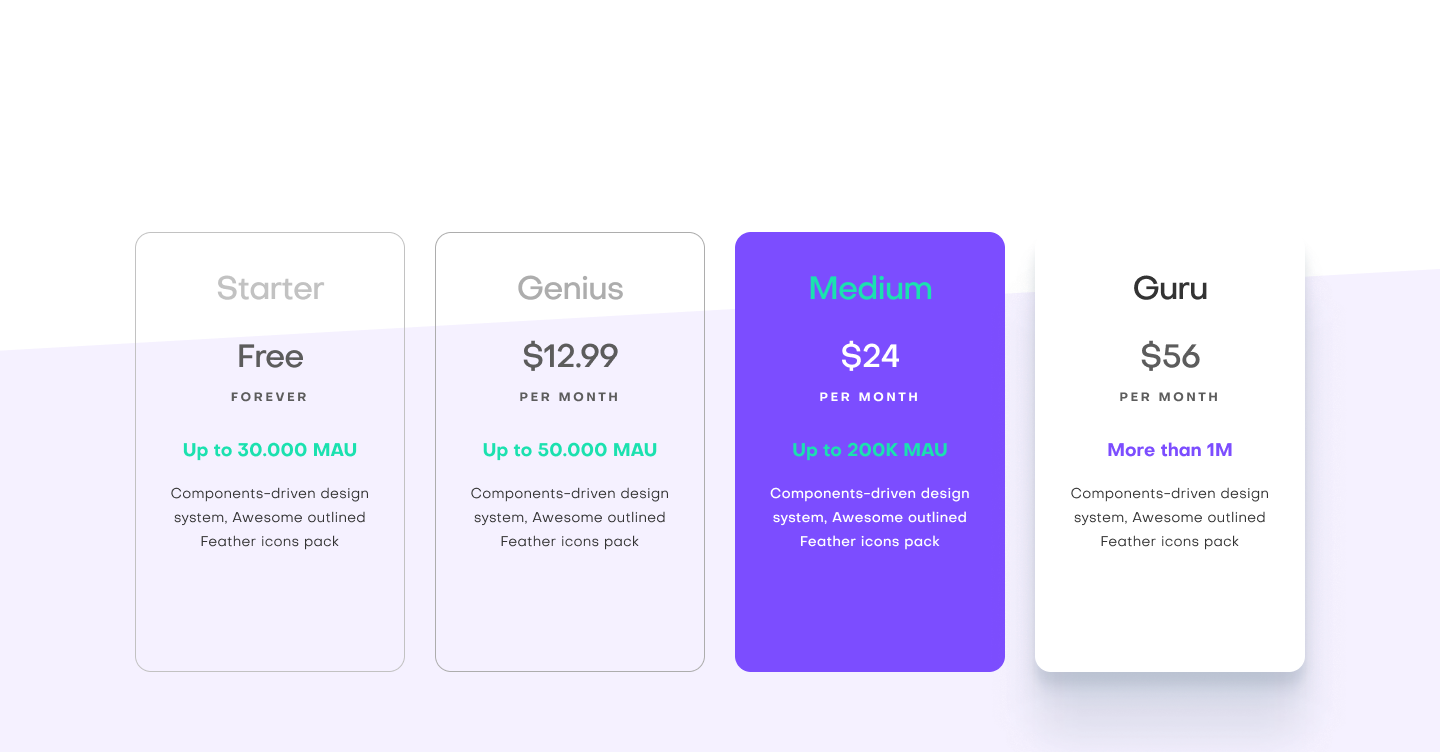 Starter
Free
FOREVER
Up to 30.000 MAU
Components-driven design
system, Awesome outlined
Feather icons pack
Genius
$12.99
PER MONTH
Up to 50.000 MAU
Components-driven design
system, Awesome outlined
Feather icons pack
Medium
$24
PER MONTH
Up to 200K MAU
Components-driven design
system, Awesome outlined
Feather icons pack
Guru
$56
PER MONTH
More than 1M
Components-driven design
system, Awesome outlined
Feather icons pack